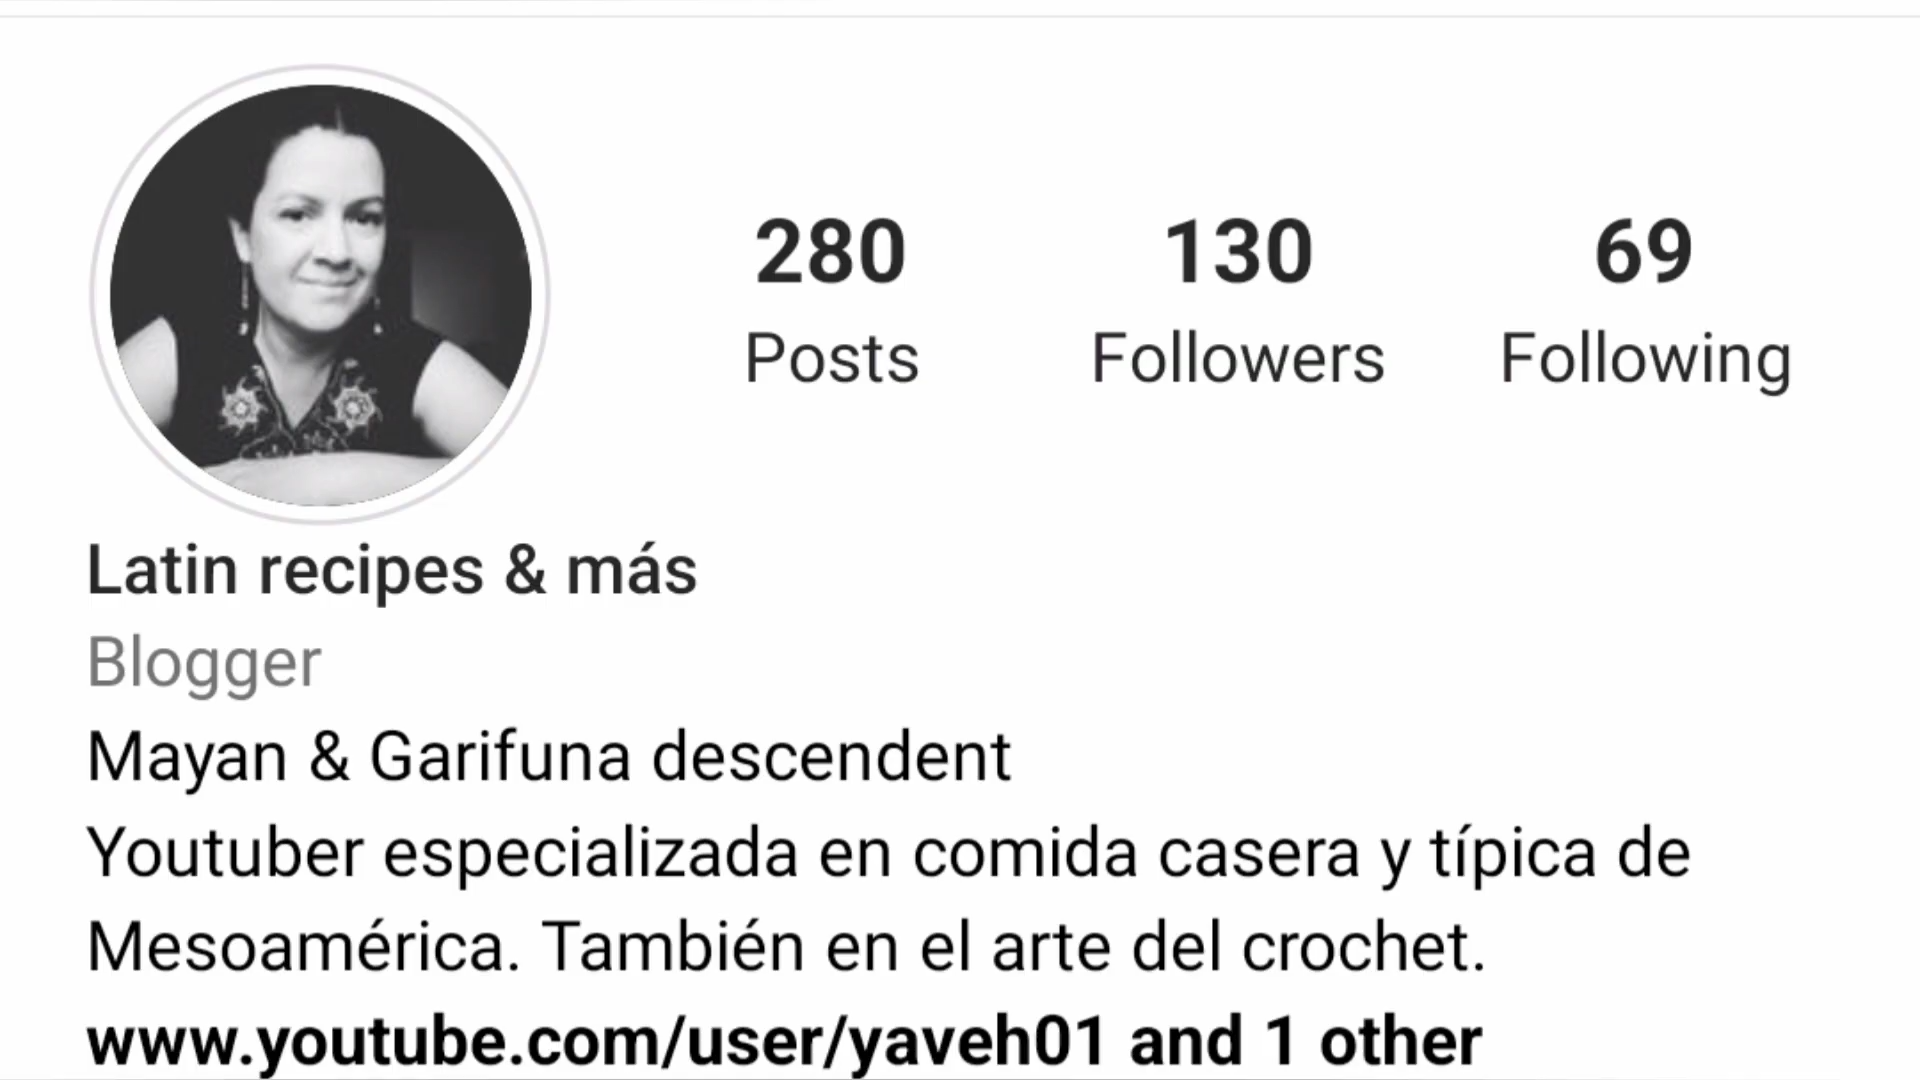 280
130
69
Posts
Followers
Following
Latin recipes & más
Blogger
Mayan & Garifuna descendent
Youtuber especializada en comida casera y típica de
Mesoamérica. También en el arte del crochet.
www.youtube.com/user/yaveh01 and 1 other